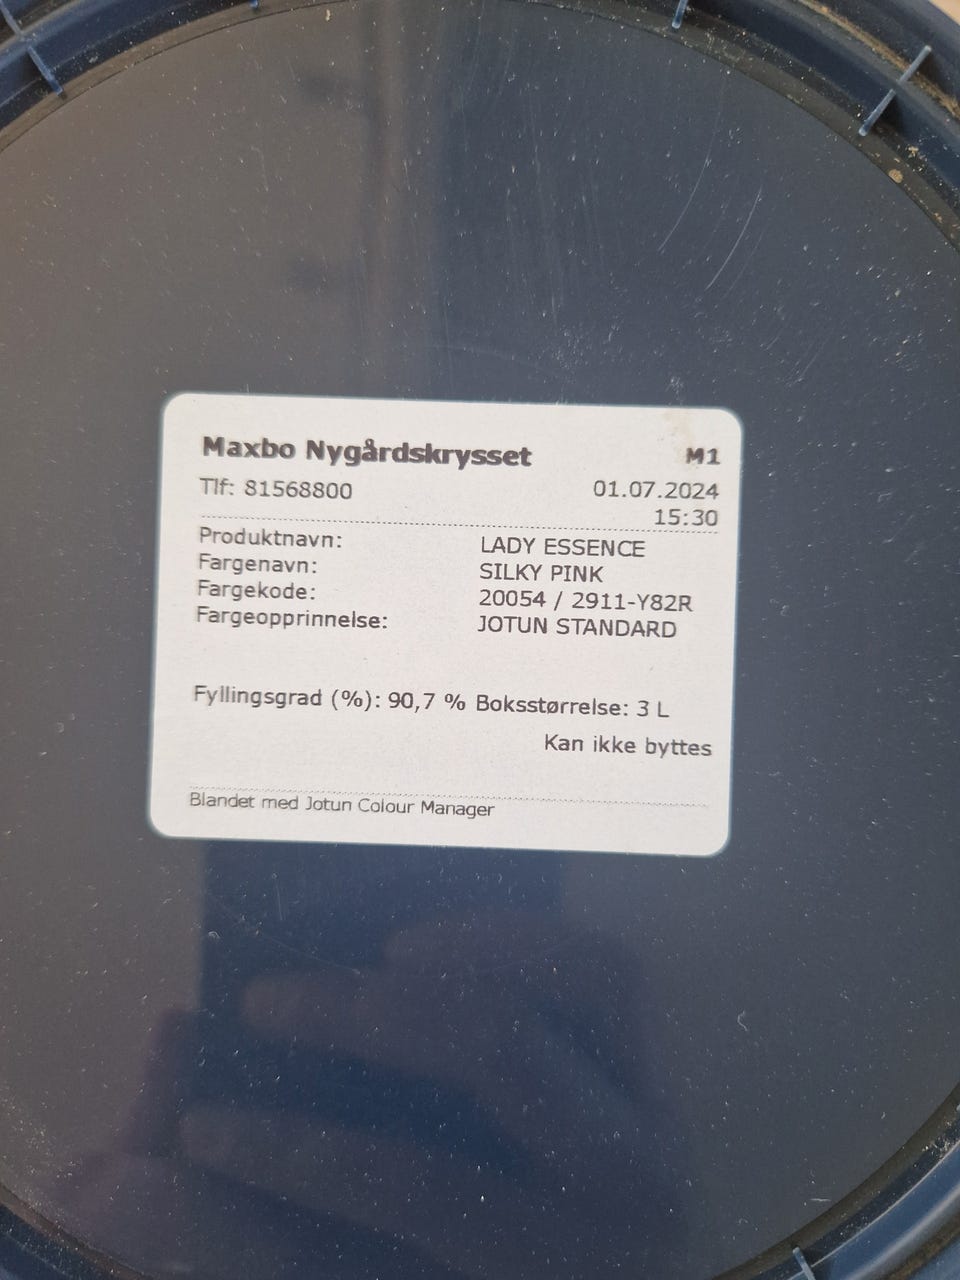 Maxbo Nygårdskrysset M1
Tlf: 81568800 01.07.2024
15:30
Produktnavn: LADY ESSENCE
Fargenavn: SILKY PINK
Fargekode: 20054 / 2911-Y82R
Fargeopprinnelse: JOTUN STANDARD
Fyllingsgrad (%): 90,7 % Boksstørrelse: 3 L
Kan ikke byttes
Blandet med Jotun Colour Manager